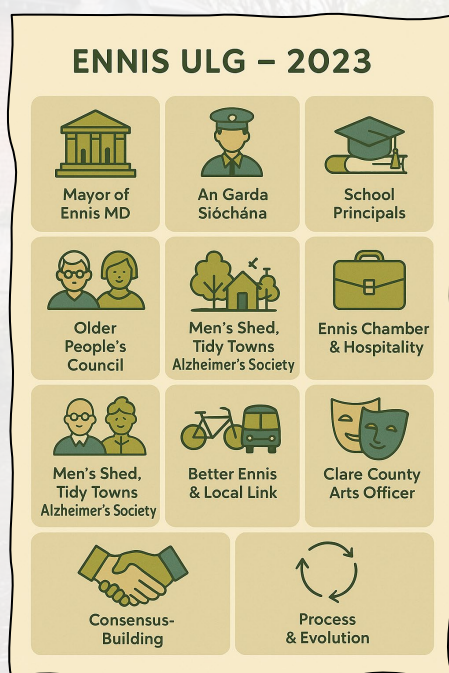 ENNIS ULG – 2023
Mayor of
Ennis MD
An Garda
Síóchána
School
Principals
Older
People's
Council
Men's Shed,
Tidy Towns
Alzheimer's Society
Ennis Chamber
& Hospitality
Men's Shed,
Tidy Towns
Alzheimer's Society
Better Ennis
& Local Link
Clare County
Arts Officer
Consensus-
Building
Process
& Evolution